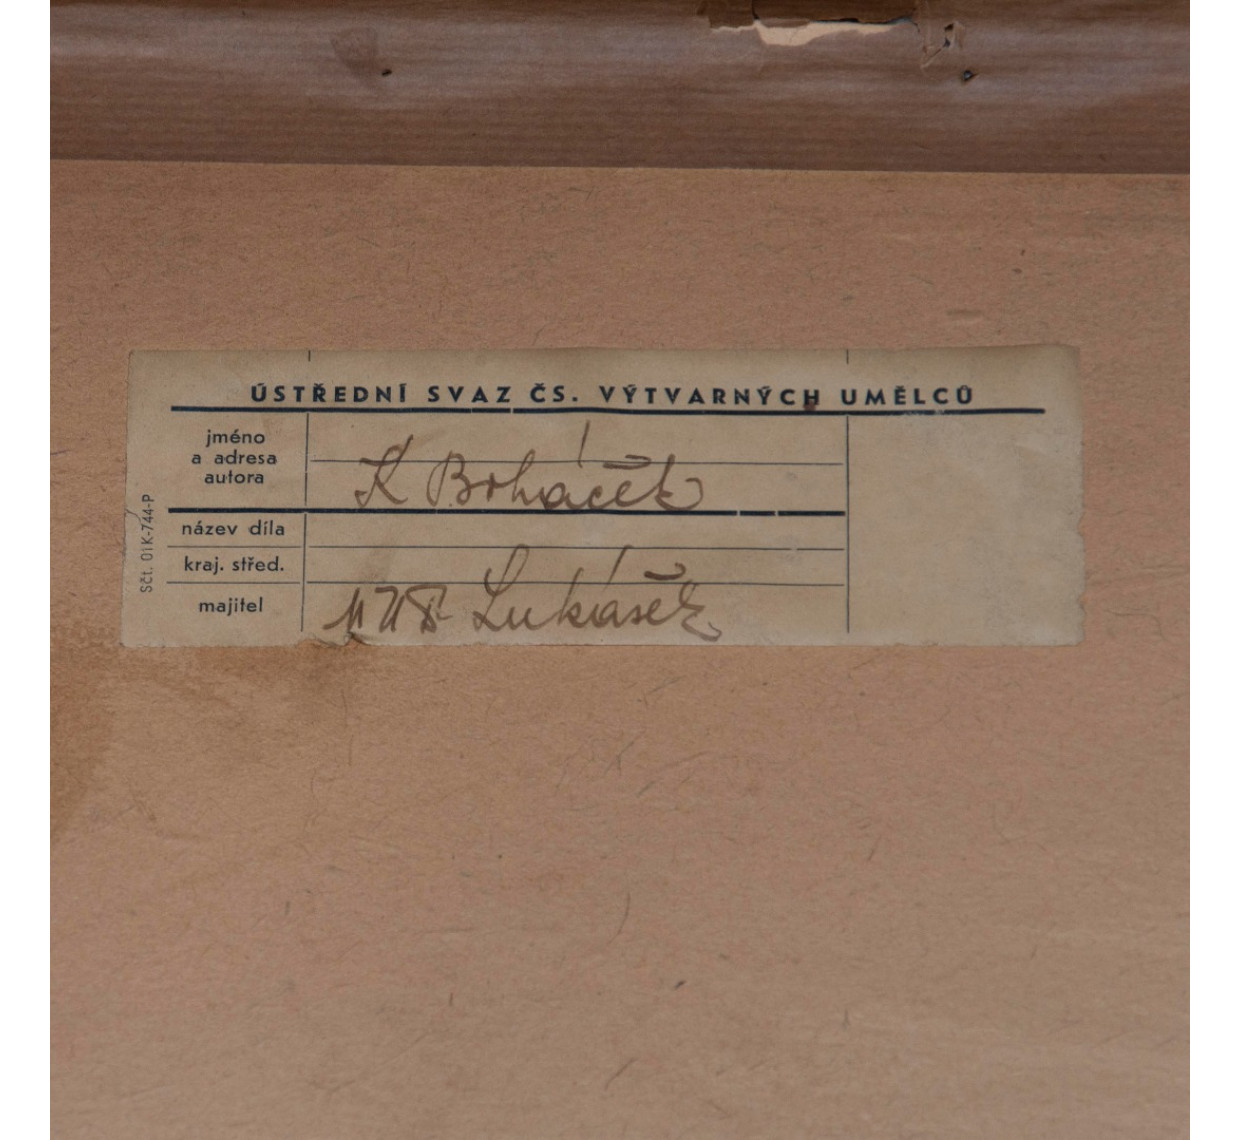 ÚSTŘEDNÍ SVAZ ČS. VÝTVARNÝCH UMĚLCŮ
jméno
a adresa
autora
K Boháček
název díla
kraj. střed.
majitel
Lukášek
Sčt. 01K-744-P